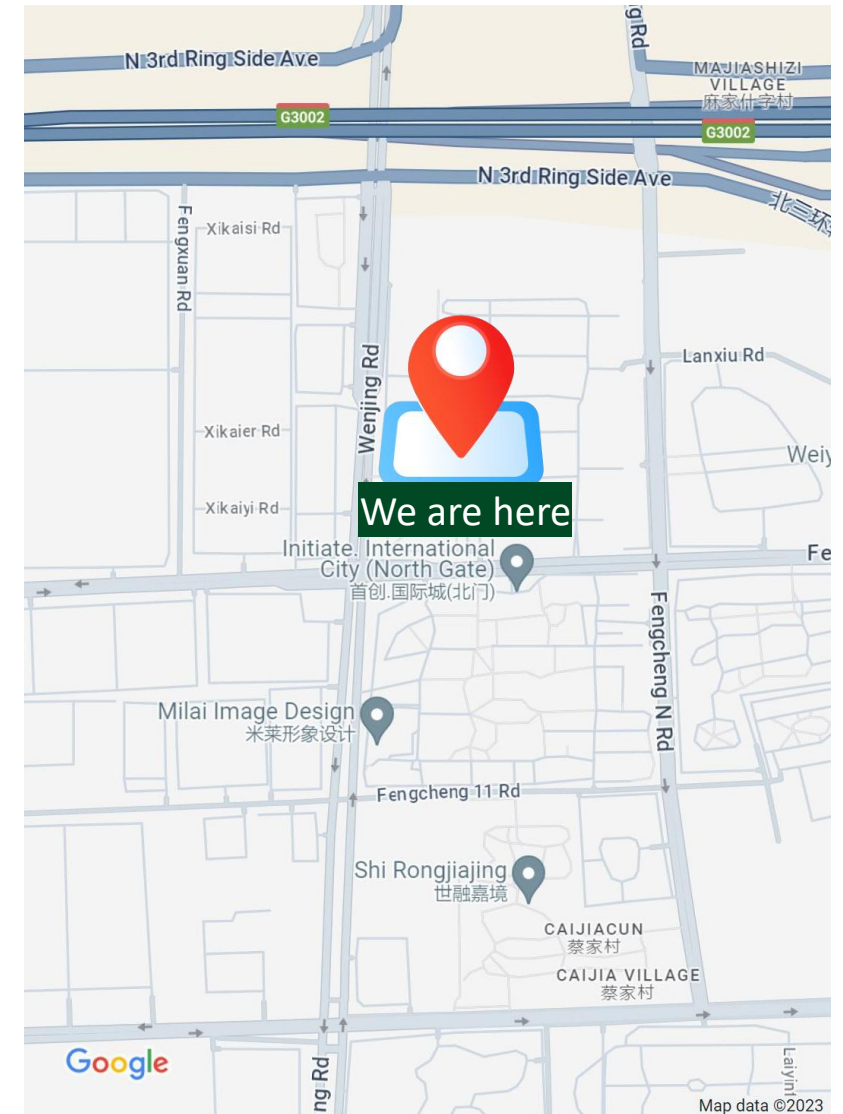 g Rd
N 3rd Ring Side Ave
MAJIASHIZI
VILLAGE
麻家什字村
G3002
G3002
N 3rd Ring Side Ave
北三环
Fengxuan Rd
Xikaisi Rd
Wenjing Rd
Lanxiu Rd
Xikaier Rd
Weiy
Xikaiyi Rd
We are here
Initiate. International
City (North Gate)
首创.国际城(北门)
Fe
Fengcheng N Rd
Milai Image Design
米莱形象设计
Fengcheng 11 Rd
Shi Rongjiajing
世融嘉境
CAIJIACUN
蔡家村
CAIJIA VILLAGE
蔡家村
Google
ng Rd
Laiyin
Map data ©2023